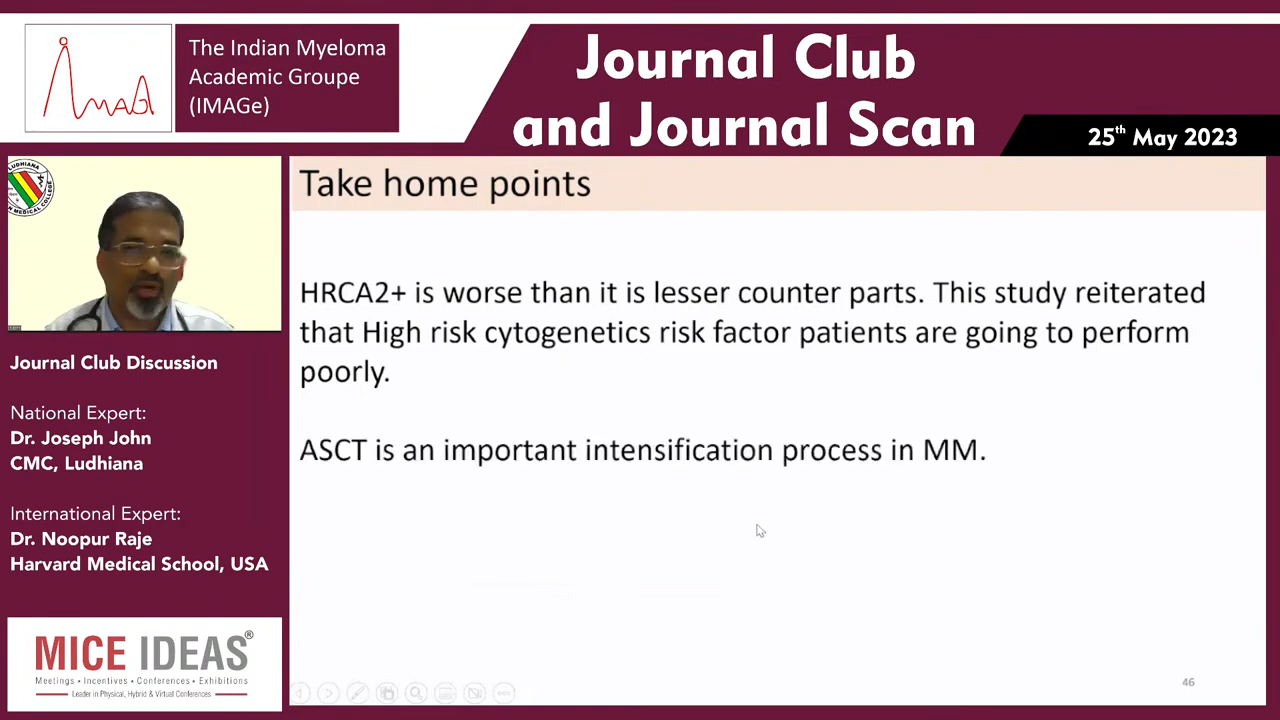 ImAG
The Indian Myeloma
Academic Groupe
(IMAGe)
Journal Club
and Journal Scan
25th May 2023
LUDHIANA
Take home points
HRCA2+ is worse than it is lesser counter parts. This study reiterated
that High risk cytogenetics risk factor patients are going to perform
poorly.
ASCT is an important intensification process in MM.
46
Journal Club Discussion
National Expert:
Dr. Joseph John
CMC, Ludhiana
International Expert:
Dr. Noopur Raje
Harvard Medical School, USA
MICE IDEAS®
Meetings • Incentives • Conferences • Exhibitions
Leader in Physical, Hybrid & Virtual Conferences